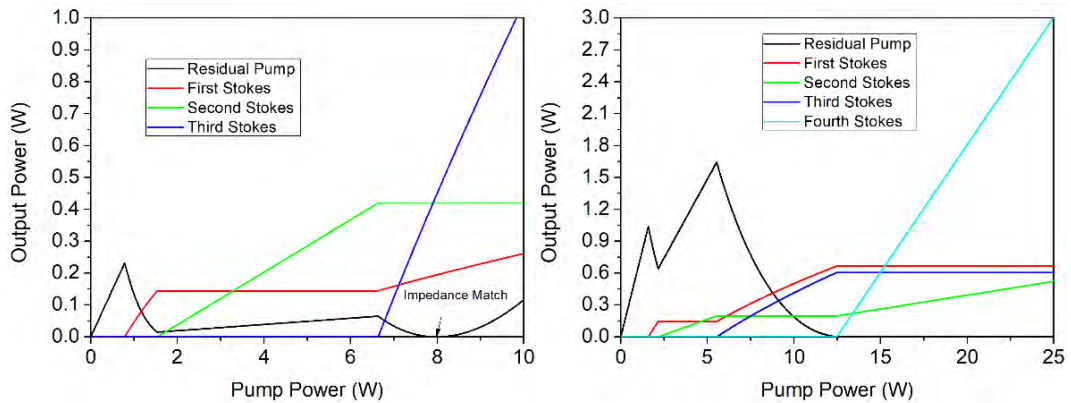 1.0
0.9
0.8
0.7
0.6
0.5
0.4
0.3
0.2
0.1
0.0
Output Power (W)
Residual Pump
First Stokes
Second Stokes
Third Stokes
Impedance Match
0 2 4 6 8 10
Pump Power (W)
3.0
2.7
2.4
2.1
1.8
1.5
1.2
0.9
0.6
0.3
0.0
Output Power (W)
Residual Pump
First Stokes
Second Stokes
Third Stokes
Fourth Stokes
0 5 10 15 20 25
Pump Power (W)